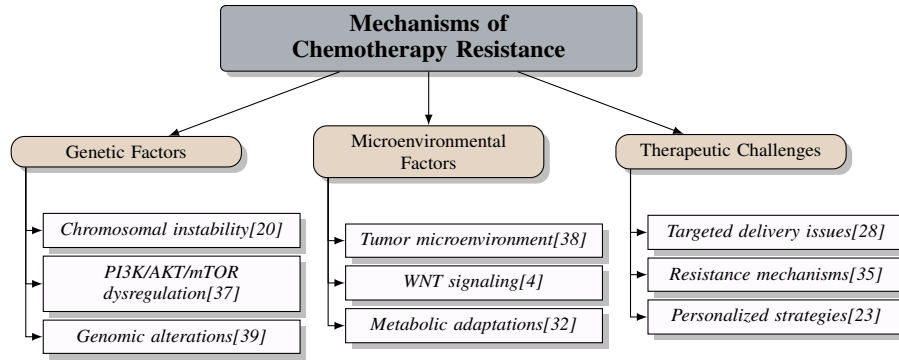 Mechanisms of
Chemotherapy Resistance
Genetic Factors
Chromosomal instability[20]
PI3K/AKT/mTOR
dysregulation[37]
Genomic alterations[39]
Microenvironmental
Factors
Tumor microenvironment[38]
WNT signaling[4]
Metabolic adaptations[32]
Therapeutic Challenges
Targeted delivery issues[28]
Resistance mechanisms[35]
Personalized strategies[23]